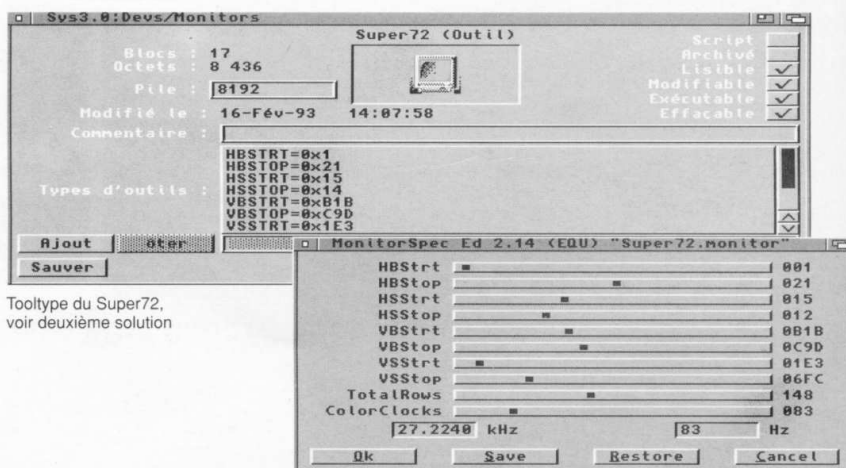 Sys3.0:Devs/Monitors
Super72 (Outil)
Blocs : 17
Octets : 8 436
Pile : 8192
Modifié le : 16-Fév-93 14:07:58
Commentaire :
Script
Archivé
Lisible
Modifiable
Exécutable
Effaçable
Types d'outils :
HBSTRT=0x1
HBSTOP=0x21
HSSTRT=0x15
HSSTOP=0x14
VBSTRT=0xB1B
VBSTOP=0xC9D
VSSTRT=0x1E3
Ajout
ôter
Sauver
Tooltype du Super72,
voir deuxième solution
MonitorSpec Ed 2.14 (EQU) "Super72.monitor"
HBStrt 001
HBStop 021
HSStrt 015
HSStop 012
VBStrt 0B1B
VBStop 0C9D
VSStrt 01E3
VSStop 06FC
TotalRows 148
ColorClocks 083
27.2240 kHz 83 Hz
Ok Save Restore Cancel